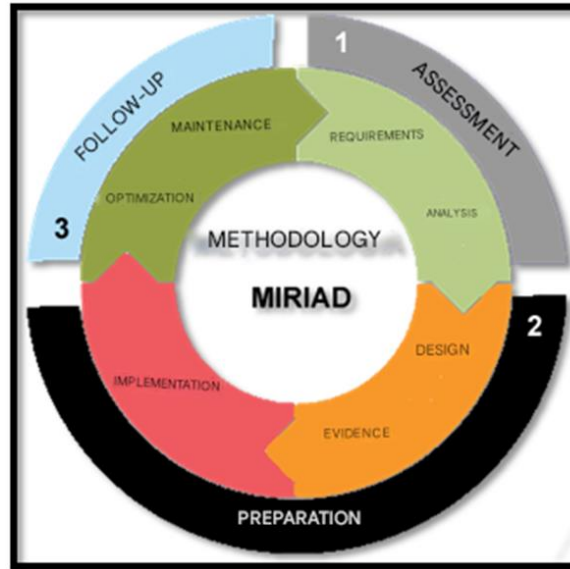 1
ASSESSMENT
REQUIREMENTS
ANALYSIS
2
DESIGN
EVIDENCE
PREPARATION
IMPLEMENTATION
3
FOLLOW-UP
OPTIMIZATION
MAINTENANCE
METHODOLOGY
MIRIAD